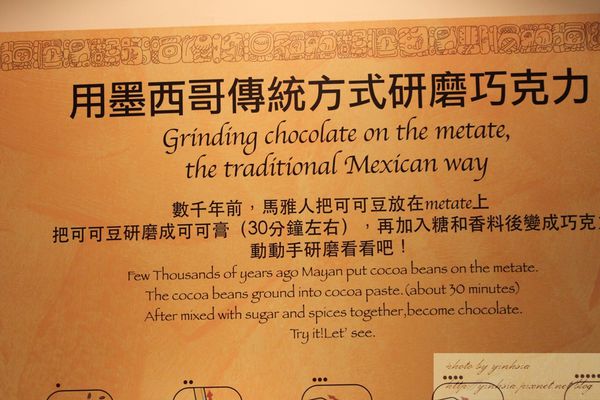 用墨西哥傳統方式研磨巧克力
Grinding chocolate on the metate,
the traditional Mexican way
數千年前，馬雅人把可可豆放在metate上
把可可豆研磨成可可膏（30分鐘左右），再加入糖和香料後變成巧克力
動動手研磨看看吧！
Few Thousands of years ago Mayan put cocoa beans on the metate.
The cocoa beans ground into cocoa paste.(about 30 minutes)
After mixed with sugar and spices together,become chocolate.
Try it!Let' see.
photo by yinhsia
http://yinhsia.pixnet.net/blog